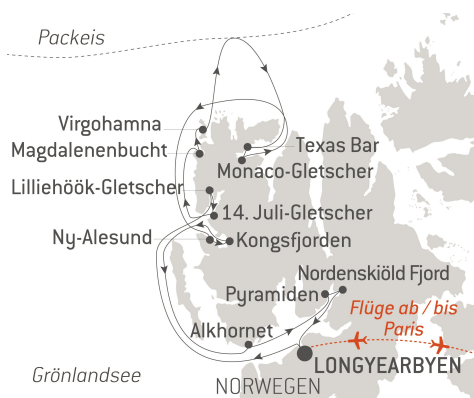 Packeis
Virgohamna
Magdalenenbucht
Texas Bar
Monaco-Gletscher
Lilliehöök-Gletscher
14. Juli-Gletscher
Ny-Alesund
Kongsfjorden
Nordenskiöld Fjord
Pyramiden
Flüge ab / bis
Paris
Alkhornet
LONGYEARBYEN
Grönlandsee
NORWEGEN